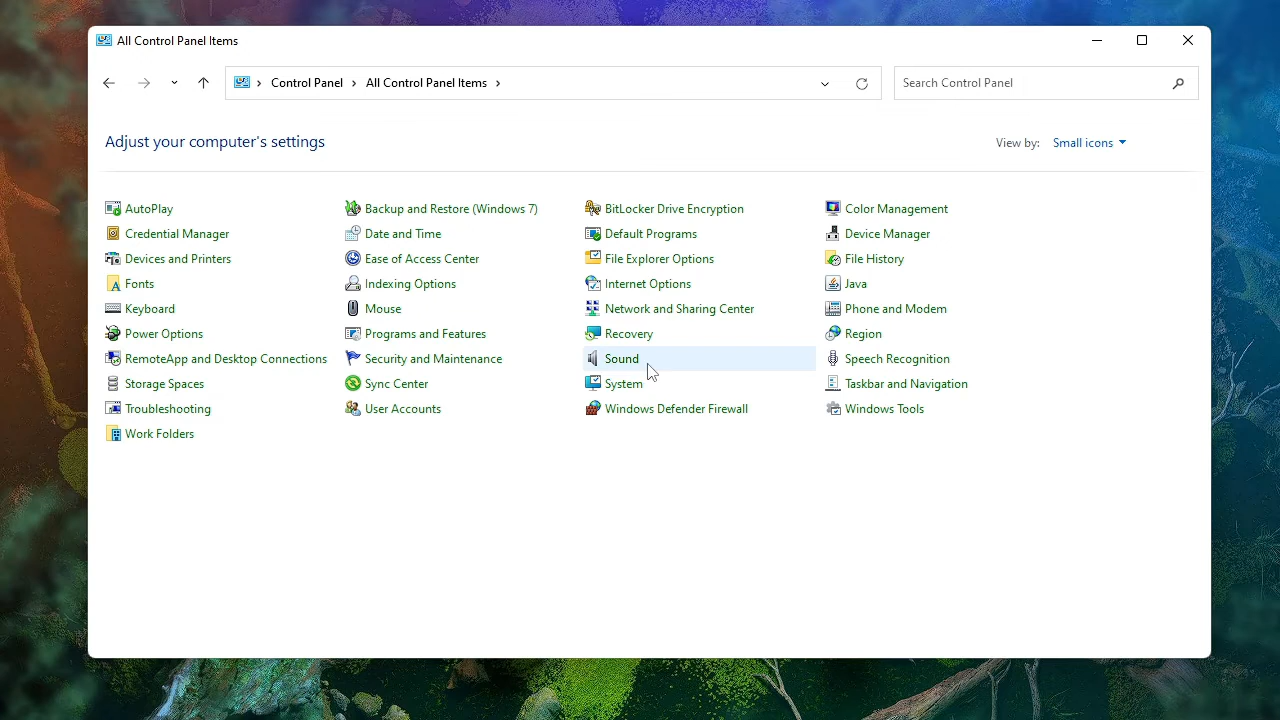 All Control Panel Items
Control Panel All Control Panel Items
Search Control Panel
Adjust your computer's settings
View by: Small icons
AutoPlay Backup and Restore (Windows 7) BitLocker Drive Encryption Color Management
Credential Manager Date and Time Default Programs Device Manager
Devices and Printers Ease of Access Center File Explorer Options File History
Fonts Indexing Options Internet Options Java
Keyboard Mouse Network and Sharing Center Phone and Modem
Power Options Programs and Features Recovery Region
RemoteApp and Desktop Connections Security and Maintenance Sound Speech Recognition
Storage Spaces Sync Center System Taskbar and Navigation
Troubleshooting User Accounts Windows Defender Firewall Windows Tools
Work Folders